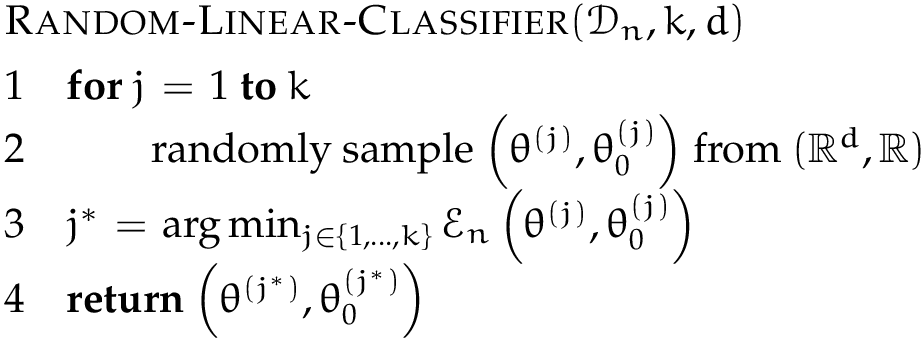 RANDOM-LINEAR-CLASSIFIER(𝒟ₙ, k, d)
1 for j = 1 to k
2 randomly sample (θ⁽ʲ⁾, θ₀⁽ʲ⁾) from (ℝᵈ, ℝ)
3 j* = arg min_{j∈{1,...,k}} ℰₙ (θ⁽ʲ⁾, θ₀⁽ʲ⁾)
4 return (θ⁽ʲ*⁾, θ₀⁽ʲ*⁾)